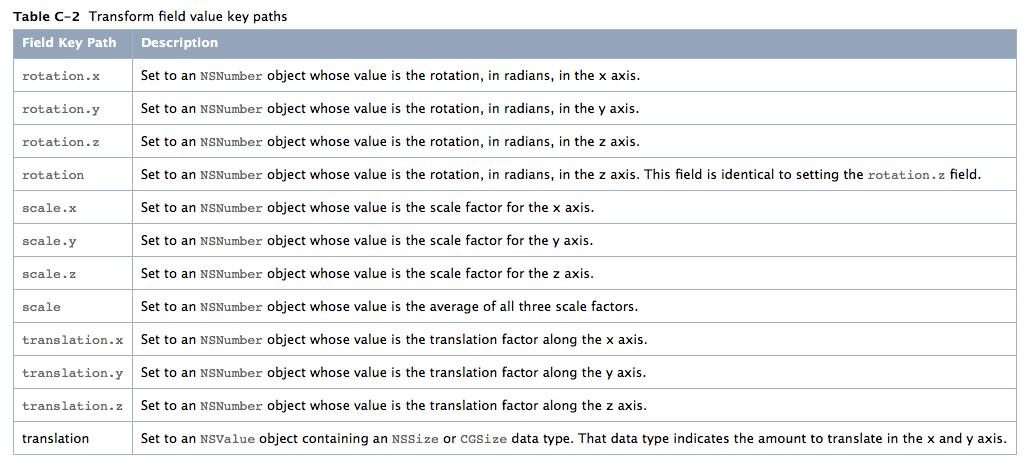 Table C-2 Transform field value key paths
Field Key Path Description
rotation.x Set to an NSNumber object whose value is the rotation, in radians, in the x axis.
rotation.y Set to an NSNumber object whose value is the rotation, in radians, in the y axis.
rotation.z Set to an NSNumber object whose value is the rotation, in radians, in the z axis.
rotation Set to an NSNumber object whose value is the rotation, in radians, in the z axis. This field is identical to setting the rotation.z field.
scale.x Set to an NSNumber object whose value is the scale factor for the x axis.
scale.y Set to an NSNumber object whose value is the scale factor for the y axis.
scale.z Set to an NSNumber object whose value is the scale factor for the z axis.
scale Set to an NSNumber object whose value is the average of all three scale factors.
translation.x Set to an NSNumber object whose value is the translation factor along the x axis.
translation.y Set to an NSNumber object whose value is the translation factor along the y axis.
translation.z Set to an NSNumber object whose value is the translation factor along the z axis.
translation Set to an NSValue object containing an NSSize or CGSize data type. That data type indicates the amount to translate in the x and y axis.